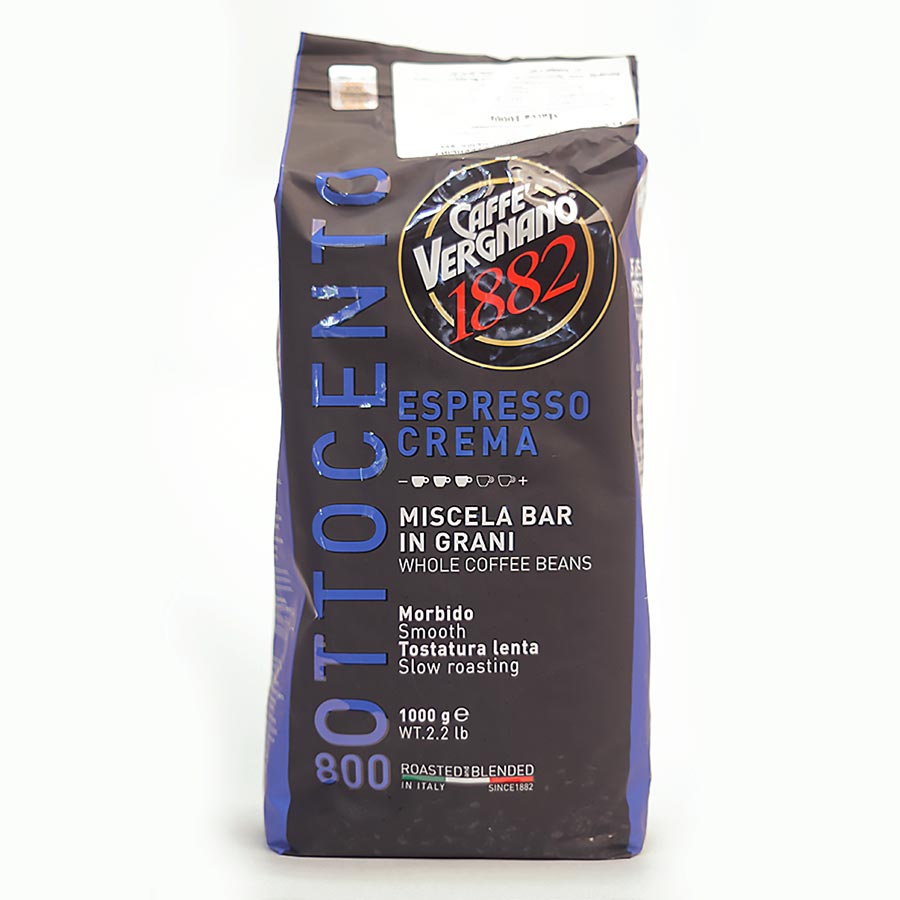 CAFFÈ
VERGNANO®
1882
OTTOCENTO
800
ESPRESSO
CREMA
- +
MISCELA BAR
IN GRANI
WHOLE COFFEE BEANS
Morbido
Smooth
Tostatura lenta
Slow roasting
1000 g ℮
WT.2.2 lb
ROASTED AND BLENDED
IN ITALY SINCE1882